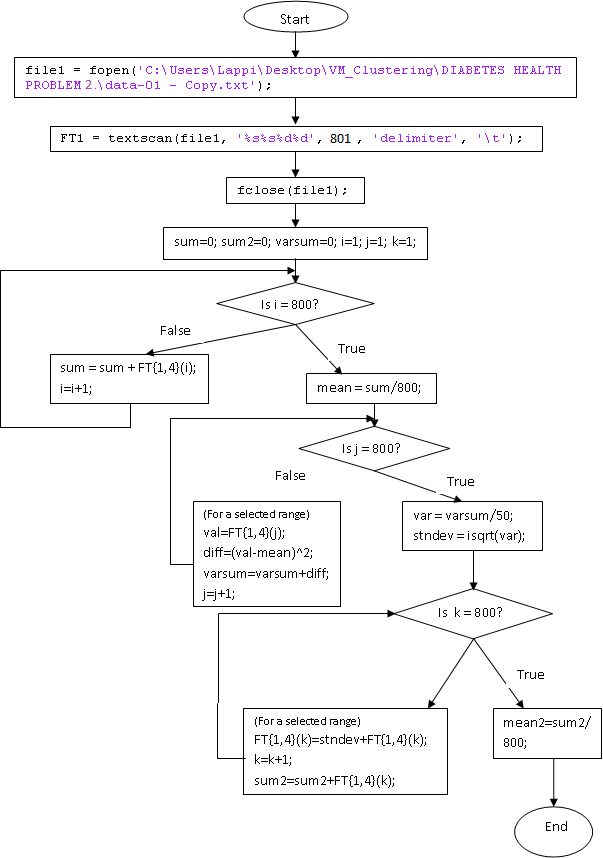 Start
file1 = fopen('C:\Users\Lappi\Desktop\VM_Clustering\DIABETES HEALTH
PROBLEM 2.\data-01 - Copy.txt');
FT1 = textscan(file1, '%s%s%d%d', 801 , 'delimiter', '\t');
fclose(file1);
sum=0; sum2=0; varsum=0; i=1; j=1; k=1;
Is i = 800?
False
True
sum = sum + FT{1,4}(i);
i=i+1;
mean = sum/800;
Is j = 800?
False
True
(For a selected range)
val=FT{1,4}(j);
diff=(val-mean)^2;
varsum=varsum+diff;
j=j+1;
var = varsum/50;
stndev = isqrt(var);
Is k = 800?
True
(For a selected range)
FT{1,4}(k)=stndev+FT{1,4}(k);
k=k+1;
sum2=sum2+FT{1,4}(k);
mean2=sum2/
800;
End